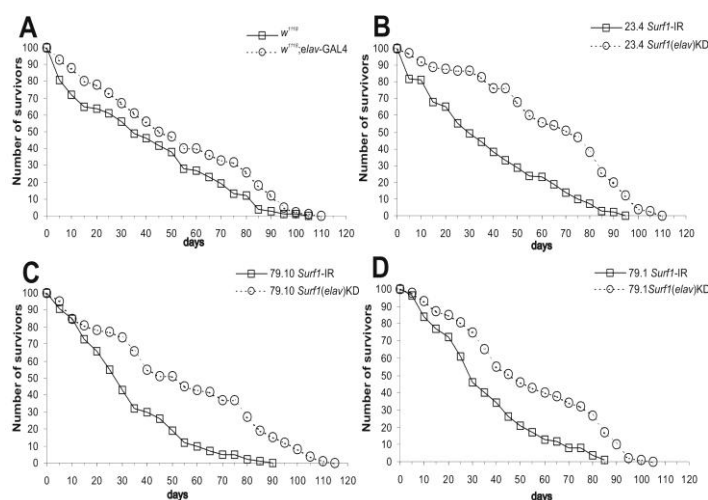 A
w1118
w1118;elav-GAL4
Number of survivors
100
90
80
70
60
50
40
30
20
10
0
0 10 20 30 40 50 60 70 80 90 100 110 120
days
B
23.4 Surf1-IR
23.4 Surf1(elav)KD
Number of survivors
100
90
80
70
60
50
40
30
20
10
0
0 10 20 30 40 50 60 70 80 90 100 110 120
days
C
79.10 Surf1-IR
79.10 Surf1(elav)KD
Number of survivors
100
90
80
70
60
50
40
30
20
10
0
0 10 20 30 40 50 60 70 80 90 100 110 120
days
D
79.1 Surf1-IR
79.1Surf1(elav)KD
Number of survivors
100
90
80
70
60
50
40
30
20
10
0
0 10 20 30 40 50 60 70 80 90 100 110 120
days